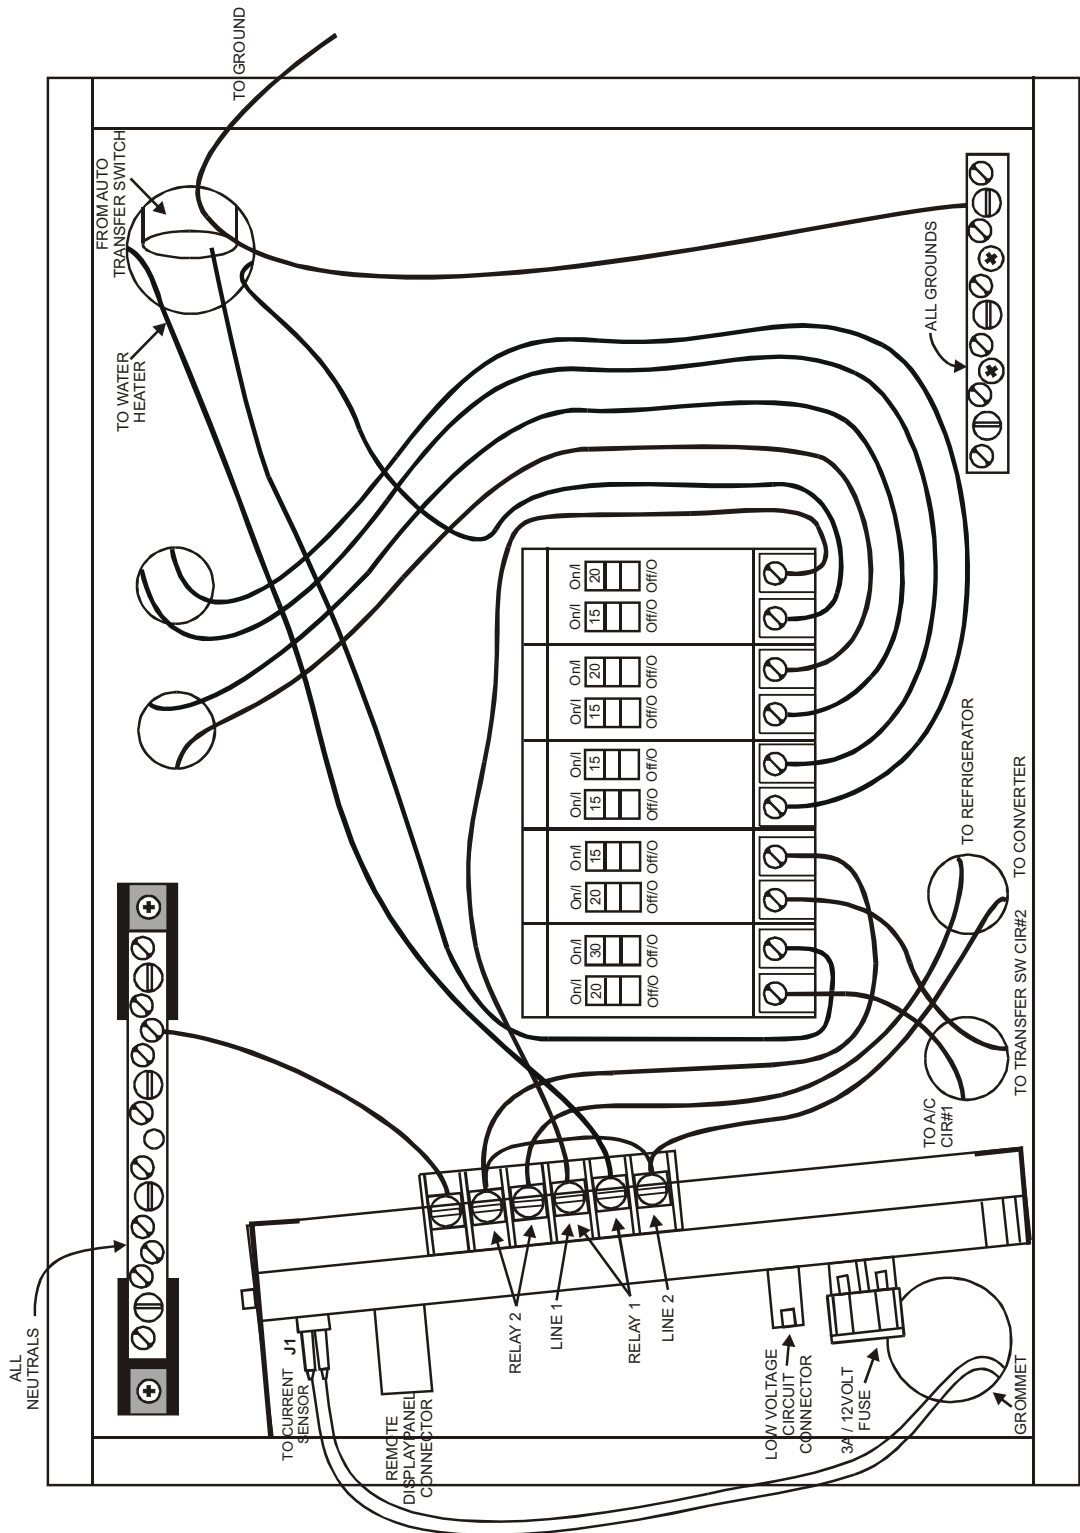 TO GROUND
FROM AUTO
TRANSFER SWITCH
TO WATER
HEATER
ALL GROUNDS
On/I
20
Off/O
On/I
15
Off/O
On/I
20
Off/O
On/I
15
Off/O
On/I
15
Off/O
On/I
15
Off/O
On/I
15
Off/O
On/I
20
Off/O
On/I
30
Off/O
On/I
20
Off/O
TO REFRIGERATOR
TO CONVERTER
TO TRANSFER SW CIR#2
TO A/C
CIR#1
ALL
NEUTRALS
RELAY 2
LINE 1
RELAY 1
LINE 2
J1
TO CURRENT
SENSOR
REMOTE
DISPLAYPANEL
CONNECTOR
LOW VOLTAGE
CIRCUIT
CONNECTOR
3A / 12VOLT
FUSE
GROMMET